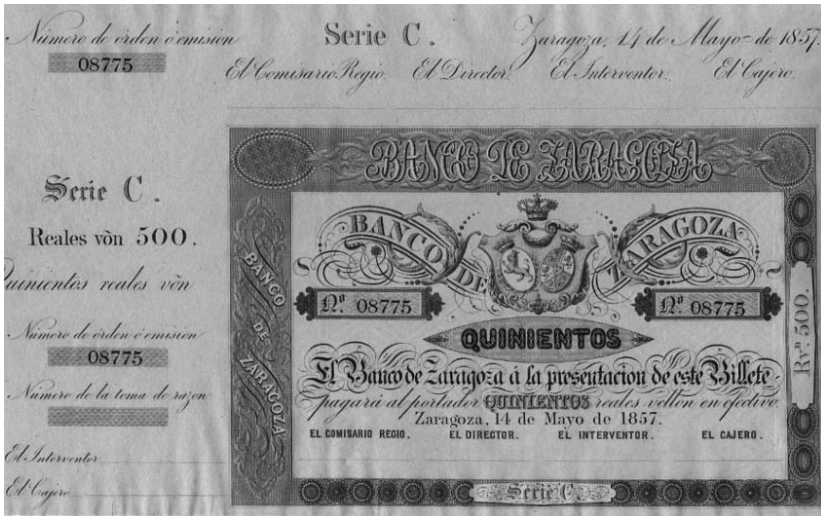 Número de órden ó emision
08775
Serie C.
Zaragoza, 14 de Mayo de 1857.
El Comisario Regio. El Director. El Interventor. El Cajero.
Serie C.
Reales vòn 500.
Quinientos reales vòn
Número de órden ó emision
08775
Número de la toma de razon
El Interventor
El Cajero
BANCO DE ZARAGOZA
BANCO DE ZARAGOZA
BANCO DE ZARAGOZA
Nº 08775
Nº 08775
QUINIENTOS
El Banco de Zaragoza á la presentacion de este Billete
pagará al portador QUINIENTOS reales vellon en efectivo.
Zaragoza, 14 de Mayo de 1857.
EL COMISARIO REGIO. EL DIRECTOR. EL INTERVENTOR. EL CAJERO.
Rvn. 500.
Serie C.